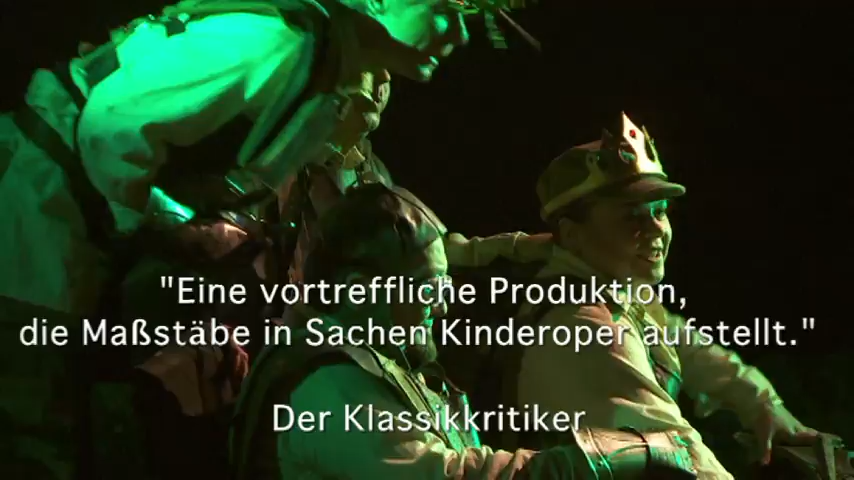 "Eine vortreffliche Produktion,
die Maßstäbe in Sachen Kinderoper aufstellt."
Der Klassikkritiker